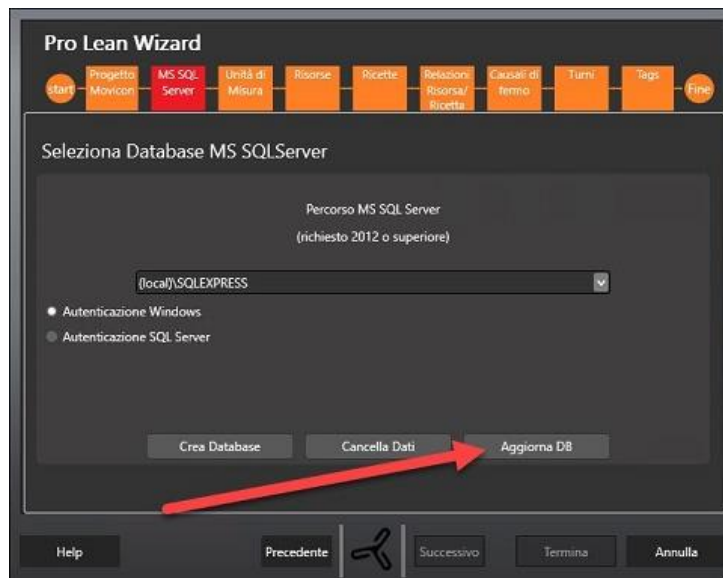 Pro Lean Wizard
start
Progetto
Movicon
MS SQL
Server
Unità di
Misura
Risorse
Ricette
Relazioni
Risorsa/
Ricetta
Causali di
fermo
Turni
Tags
Fine
Seleziona Database MS SQLServer
Percorso MS SQL Server
(richiesto 2012 o superiore)
(local)\SQLEXPRESS
Autenticazione Windows
Autenticazione SQL Server
Crea Database
Cancella Dati
Aggiorna DB
Help
Precedente
Successivo
Termina
Annulla